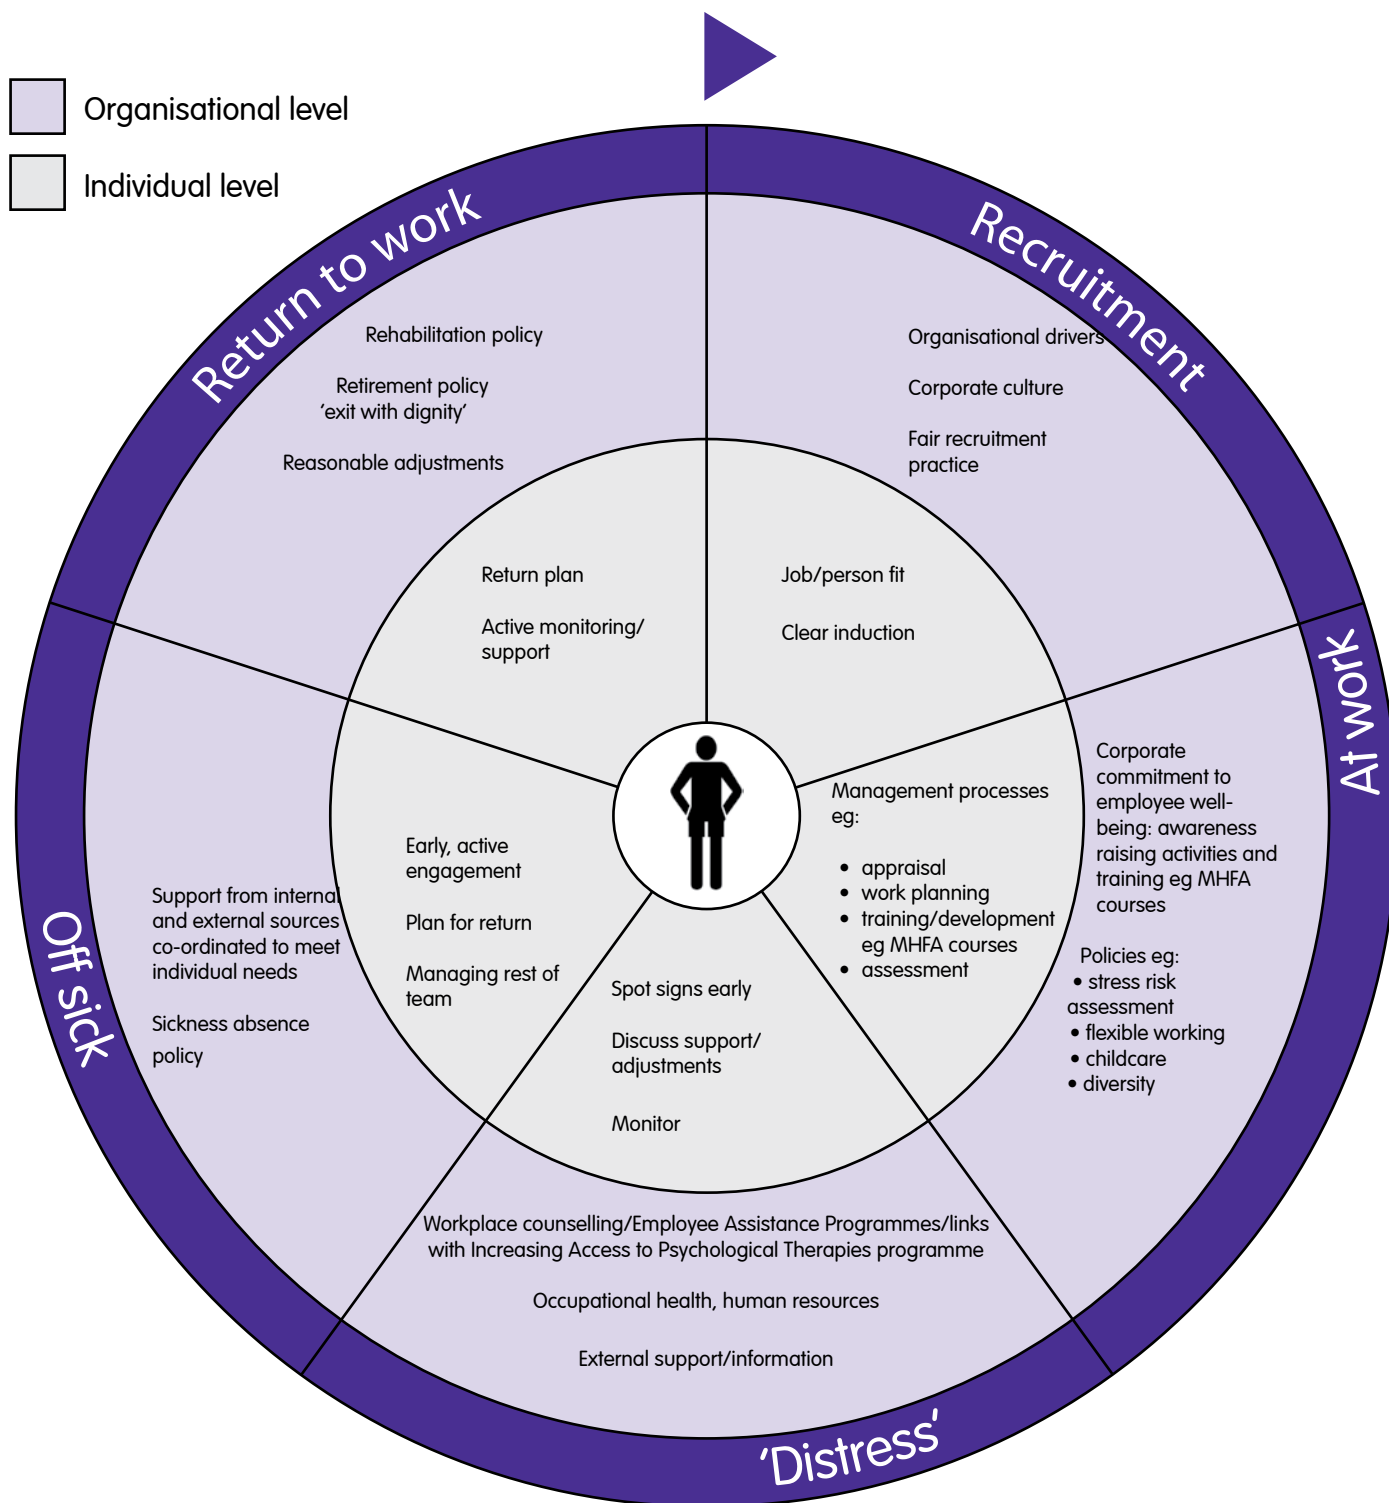 Organisational level
Individual level
Return to work
Rehabilitation policy
Retirement policy
‘exit with dignity’
Reasonable adjustments
Return plan
Active monitoring/
support
Recruitment
Organisational drivers
Corporate culture
Fair recruitment
practice
Job/person fit
Clear induction
At work
Corporate
commitment to
employee well-
being: awareness
raising activities and
training eg MHFA
courses
Policies eg:
• stress risk
assessment
• flexible working
• childcare
• diversity
Management processes
eg:
• appraisal
• work planning
• training/development
eg MHFA courses
• assessment
‘Distress’
Spot signs early
Discuss support/
adjustments
Monitor
Workplace counselling/Employee Assistance Programmes/links
with Increasing Access to Psychological Therapies programme
Occupational health, human resources
External support/information
Off sick
Early, active
engagement
Plan for return
Managing rest of
team
Support from internal
and external sources
co-ordinated to meet
individual needs
Sickness absence
policy